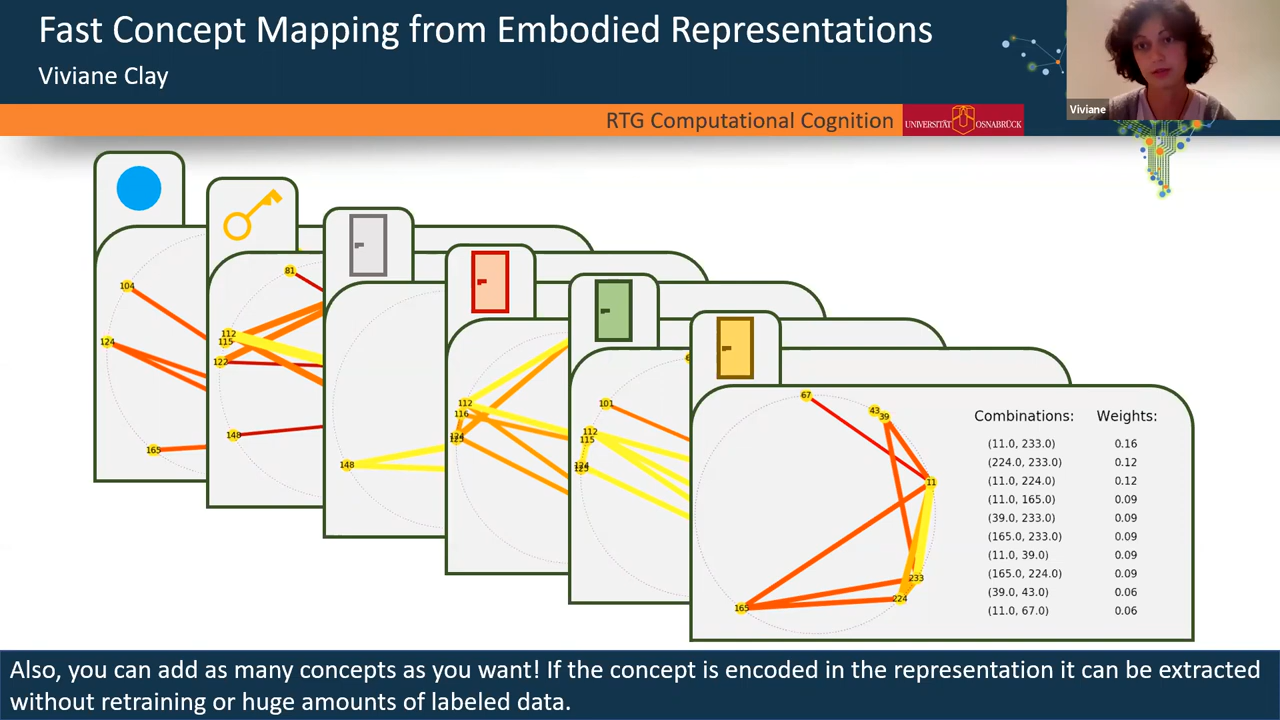 Fast Concept Mapping from Embodied Representations
Viviane Clay
Viviane
RTG Computational Cognition
UNIVERSITÄT OSNABRÜCK
104
124
165
81
112
115
122
148
148
112
116
124
101
112
115
124
67
43
39
11
233
224
165
Combinations: Weights:
(11.0, 233.0) 0.16
(224.0, 233.0) 0.12
(11.0, 224.0) 0.12
(11.0, 165.0) 0.09
(39.0, 233.0) 0.09
(165.0, 233.0) 0.09
(11.0, 39.0) 0.09
(165.0, 224.0) 0.09
(39.0, 43.0) 0.06
(11.0, 67.0) 0.06
Also, you can add as many concepts as you want! If the concept is encoded in the representation it can be extracted
without retraining or huge amounts of labeled data.